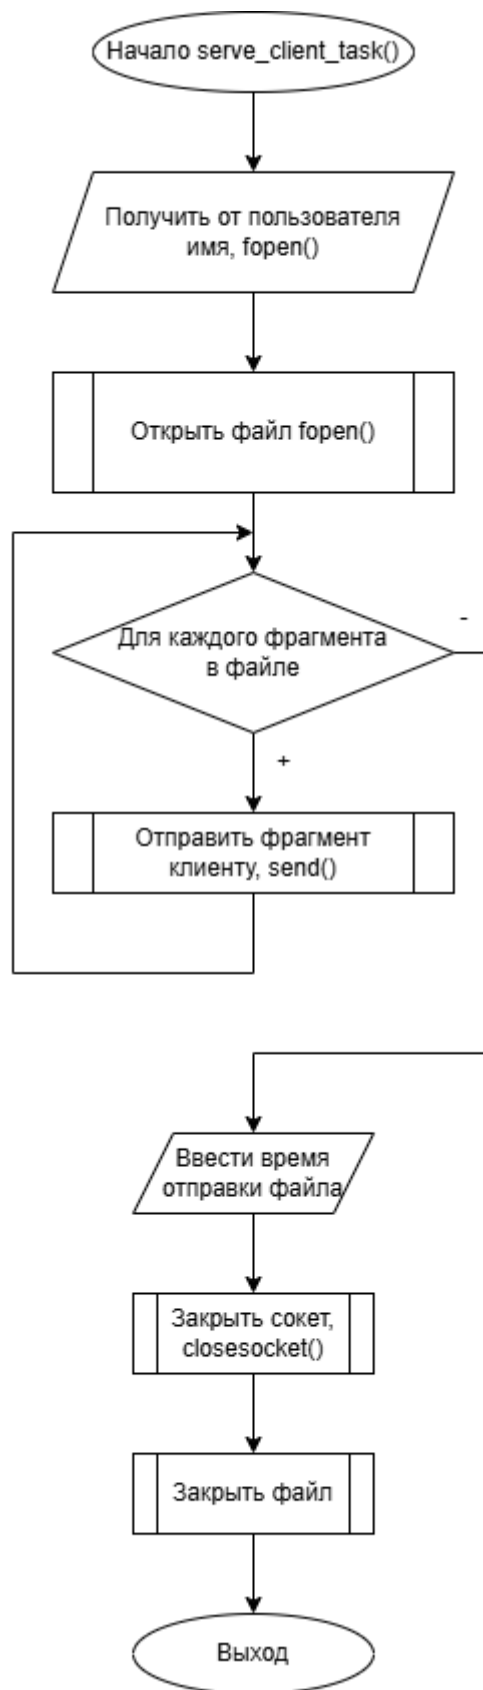 Начало serve_client_task()
Получить от пользователя
имя, fopen()
Открыть файл fopen()
Для каждого фрагмента
в файле
-
+
Отправить фрагмент
клиенту, send()
Ввести время
отправки файла
Закрыть сокет,
closesocket()
Закрыть файл
Выход